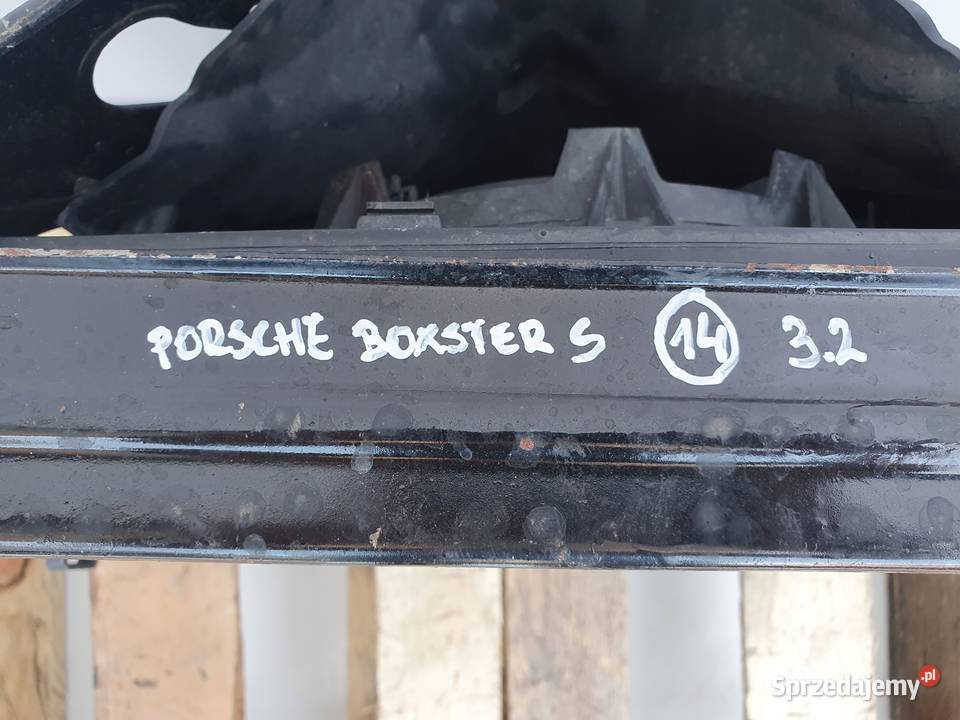 PORSCHE BOXSTER S 14 3.2
Sprzedajemy.pl